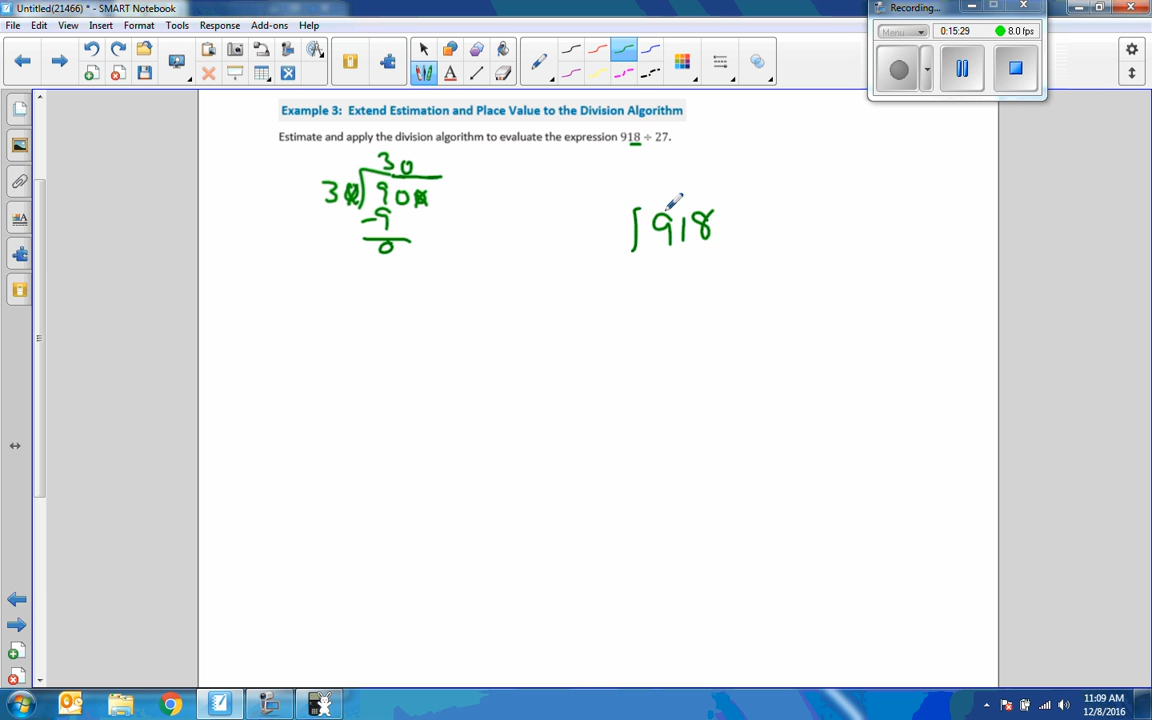 Untitled(21466) * - SMART Notebook
File Edit View Insert Format Tools Response Add-ons Help
Recording...
Menu 0:15:29 8.0 fps
Example 3: Extend Estimation and Place Value to the Division Algorithm
Estimate and apply the division algorithm to evaluate the expression 918 ÷ 27.
30
30 900
-9
0
918
11:09 AM
12/8/2016